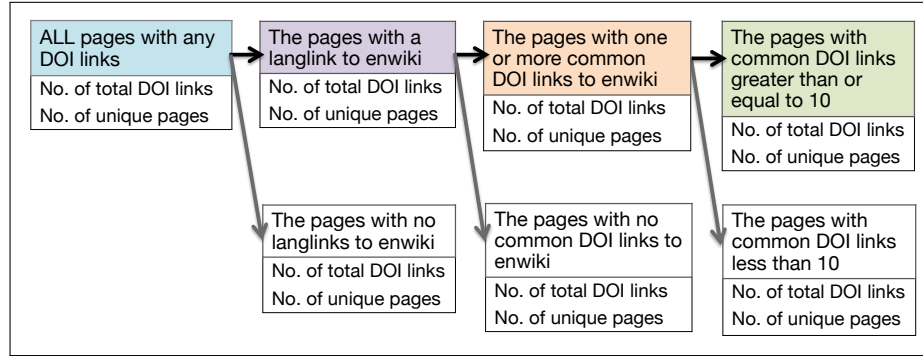 ALL pages with any
DOI links
No. of total DOI links
No. of unique pages
The pages with a
langlink to enwiki
No. of total DOI links
No. of unique pages
The pages with one
or more common
DOI links to enwiki
No. of total DOI links
No. of unique pages
The pages with
common DOI links
greater than or
equal to 10
No. of total DOI links
No. of unique pages
The pages with no
langlinks to enwiki
No. of total DOI links
No. of unique pages
The pages with no
common DOI links to
enwiki
No. of total DOI links
No. of unique pages
The pages with
common DOI links
less than 10
No. of total DOI links
No. of unique pages